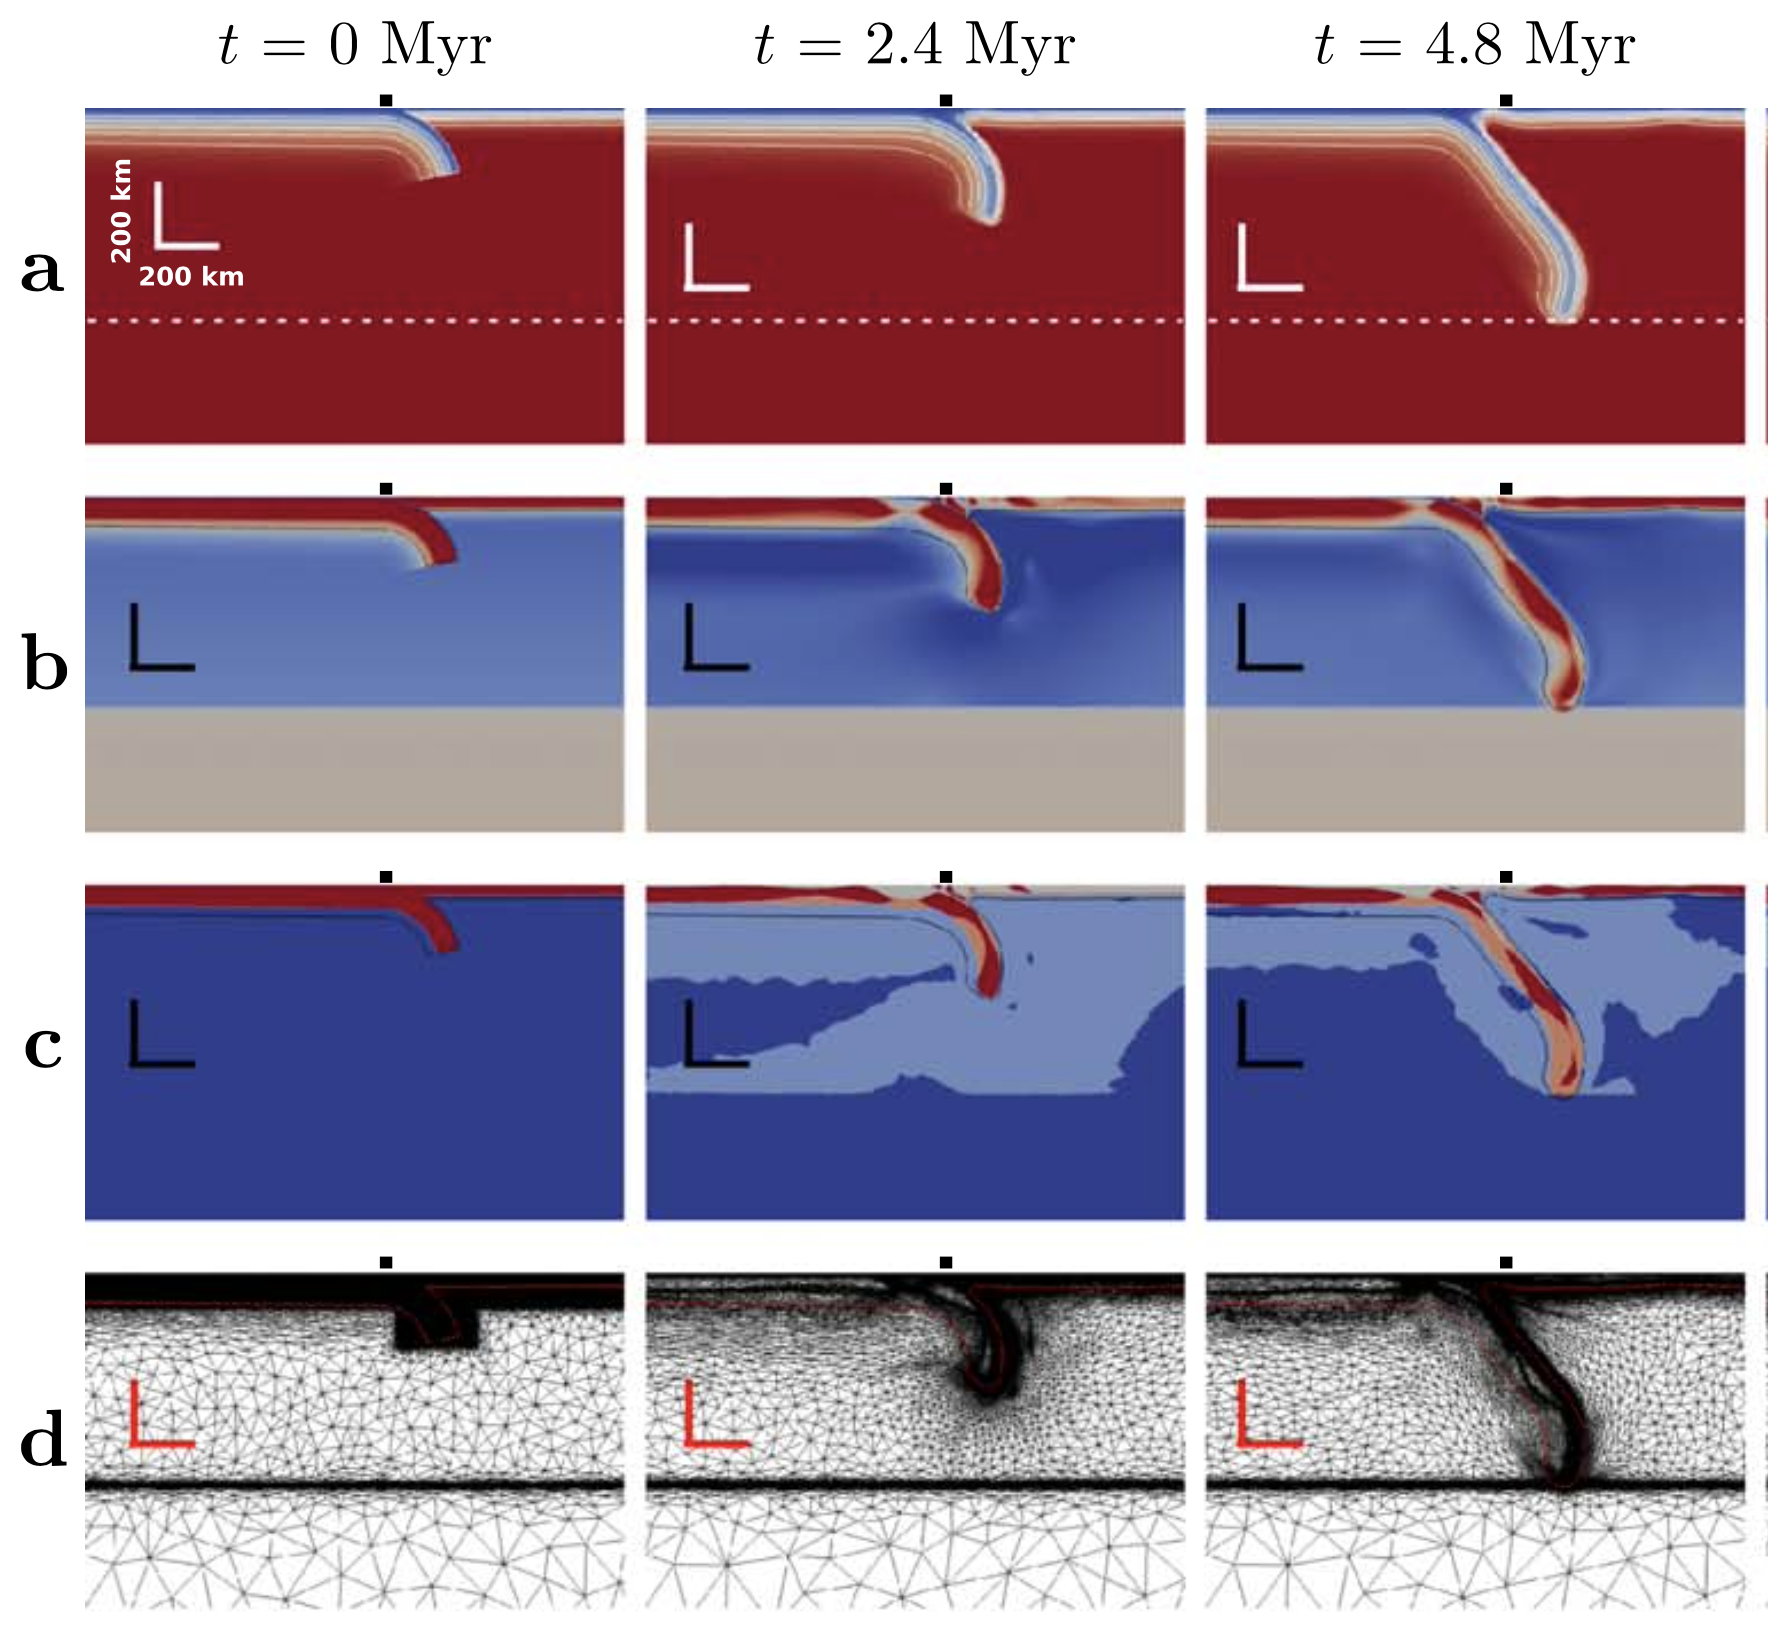 t = 0 Myr
t = 2.4 Myr
t = 4.8 Myr
a
200 km
200 km
b
c
d